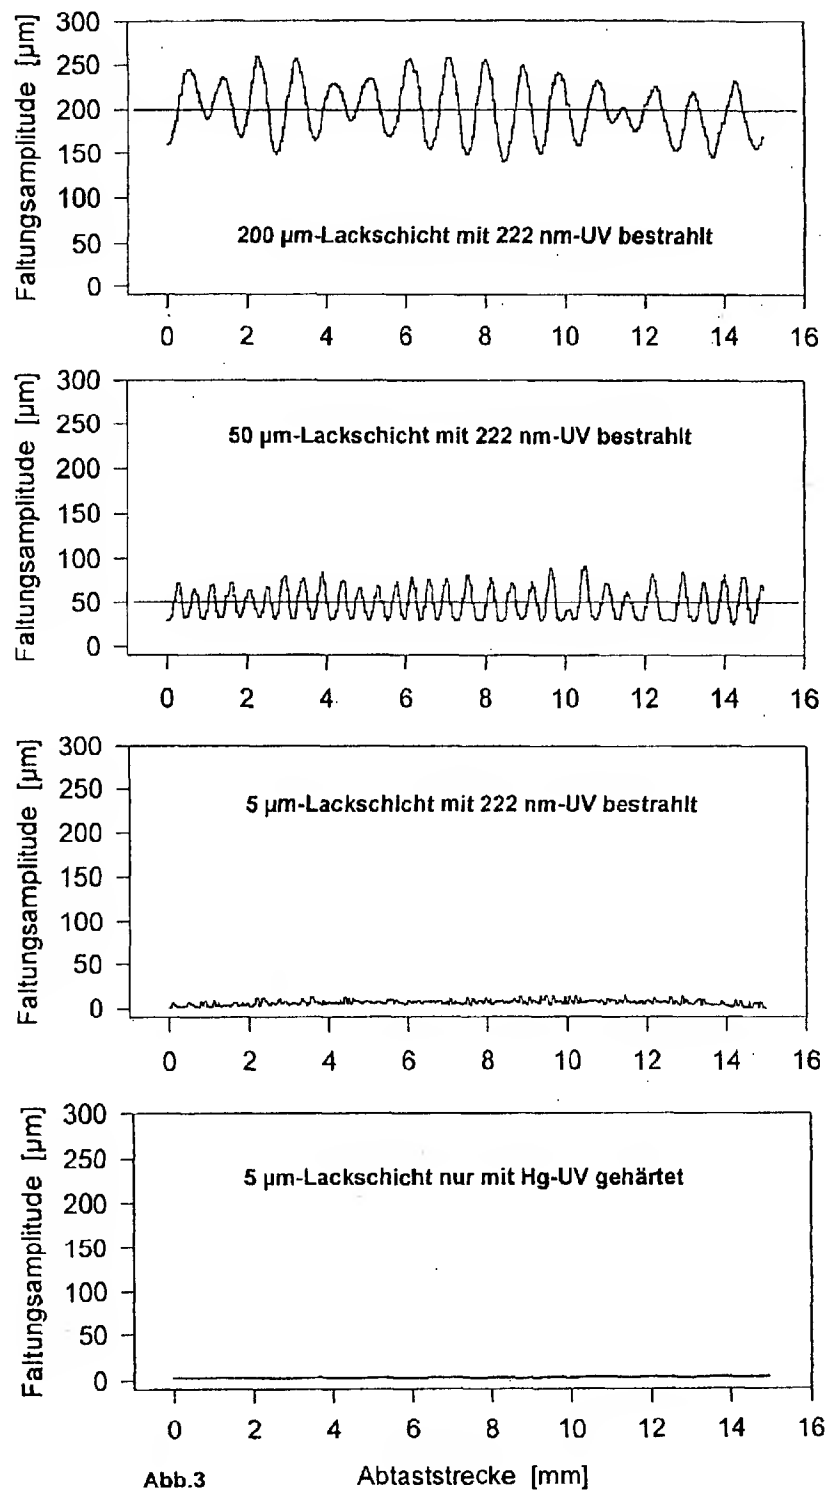 Faltungsamplitude [µm]
300
250
200
150
100
50
0
200 µm-Lackschicht mit 222 nm-UV bestrahlt
0 2 4 6 8 10 12 14 16
Faltungsamplitude [µm]
300
250
200
150
100
50
0
50 µm-Lackschicht mit 222 nm-UV bestrahlt
0 2 4 6 8 10 12 14 16
Faltungsamplitude [µm]
300
250
200
150
100
50
0
5 µm-Lackschicht mit 222 nm-UV bestrahlt
0 2 4 6 8 10 12 14 16
Faltungsamplitude [µm]
300
250
200
150
100
50
0
5 µm-Lackschicht nur mit Hg-UV gehärtet
0 2 4 6 8 10 12 14 16
Abb.3 Abtaststrecke [mm]